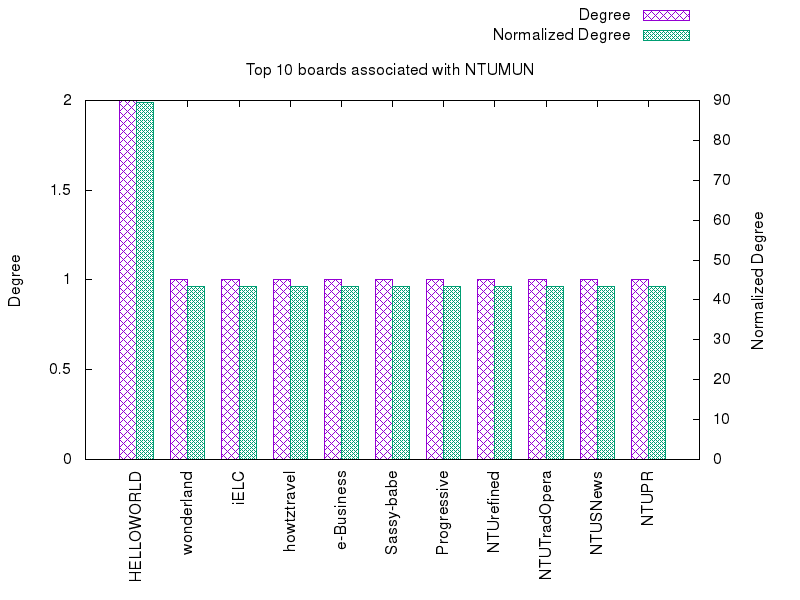 Degree
Normalized Degree
Top 10 boards associated with NTUMUN
2
1.5
1
0.5
0
90
80
70
60
50
40
30
20
10
0
Degree
Normalized Degree
HELLOWORLD
wonderland
iELC
howtztravel
e-Business
Sassy-babe
Progressive
NTUrefined
NTUTradOpera
NTUSNews
NTUPR